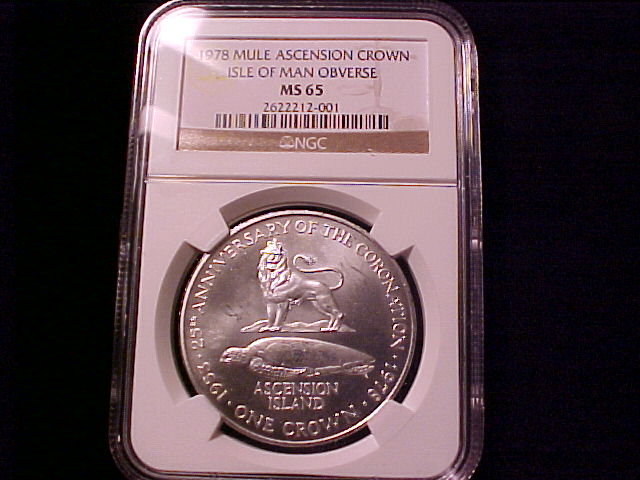 1978 MULE ASCENSION CROWN
ISLE OF MAN OBVERSE
MS 65
2622212-001
NGC
1953 · 25th ANNIVERSARY OF THE CORONATION · 1978
ASCENSION
ISLAND
· ONE CROWN ·